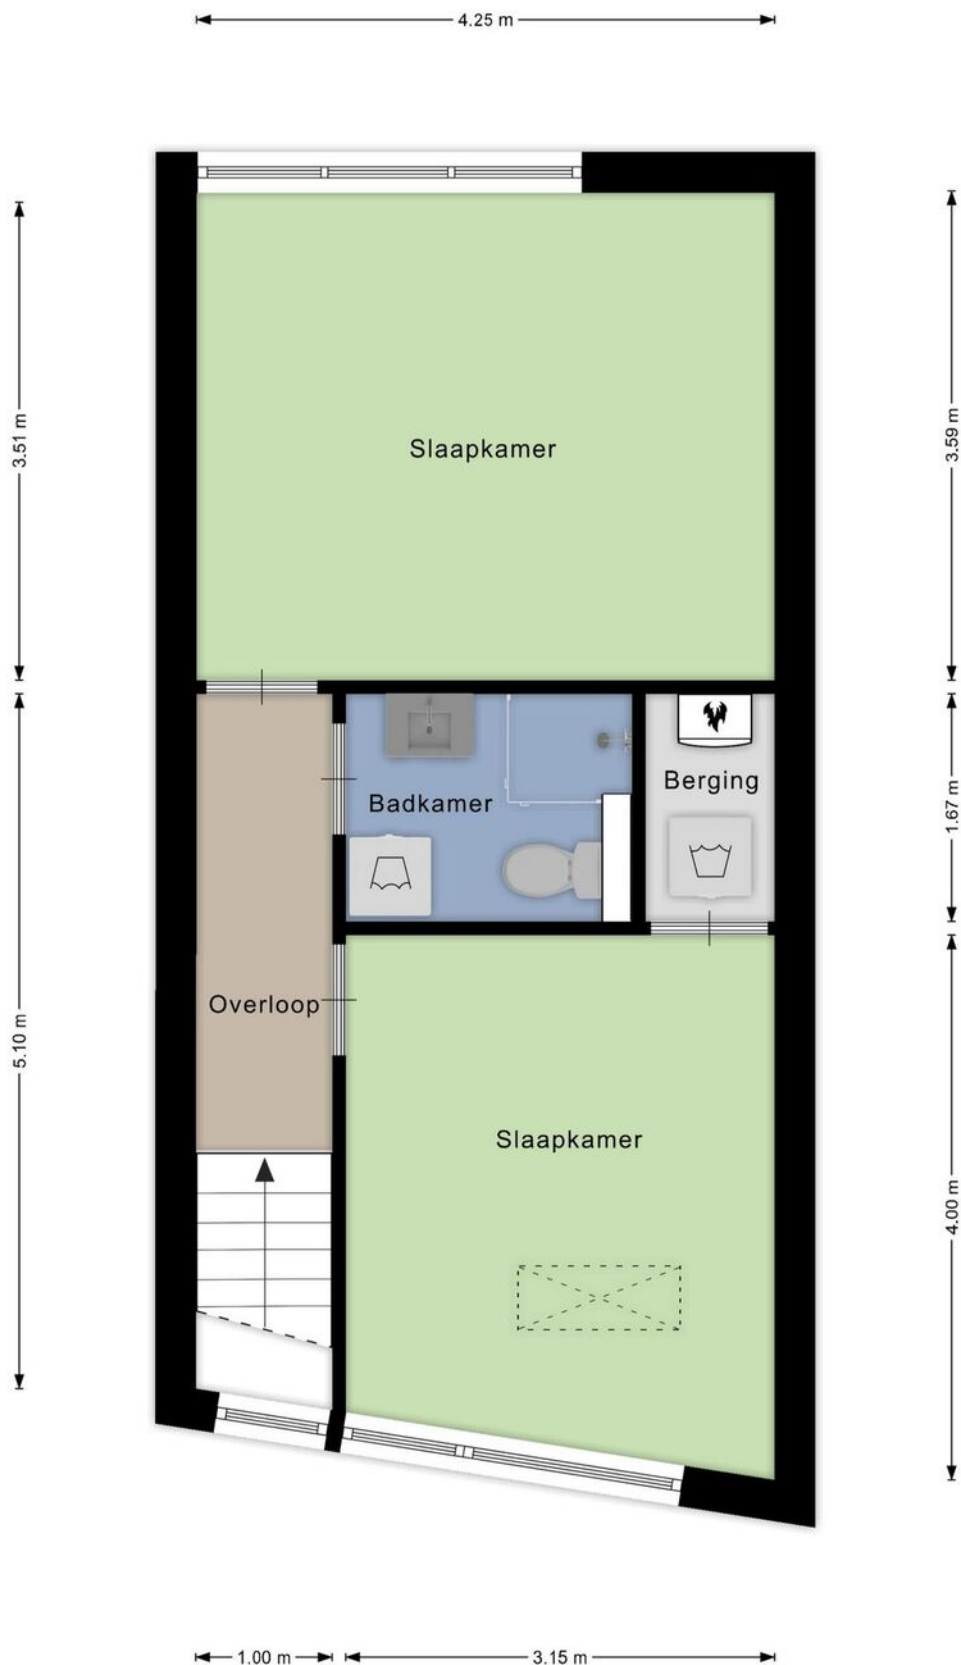 4.25 m
3.51 m
3.59 m
Slaapkamer
Berging
Badkamer
1.67 m
Overloop
5.10 m
Slaapkamer
4.00 m
1.00 m
3.15 m